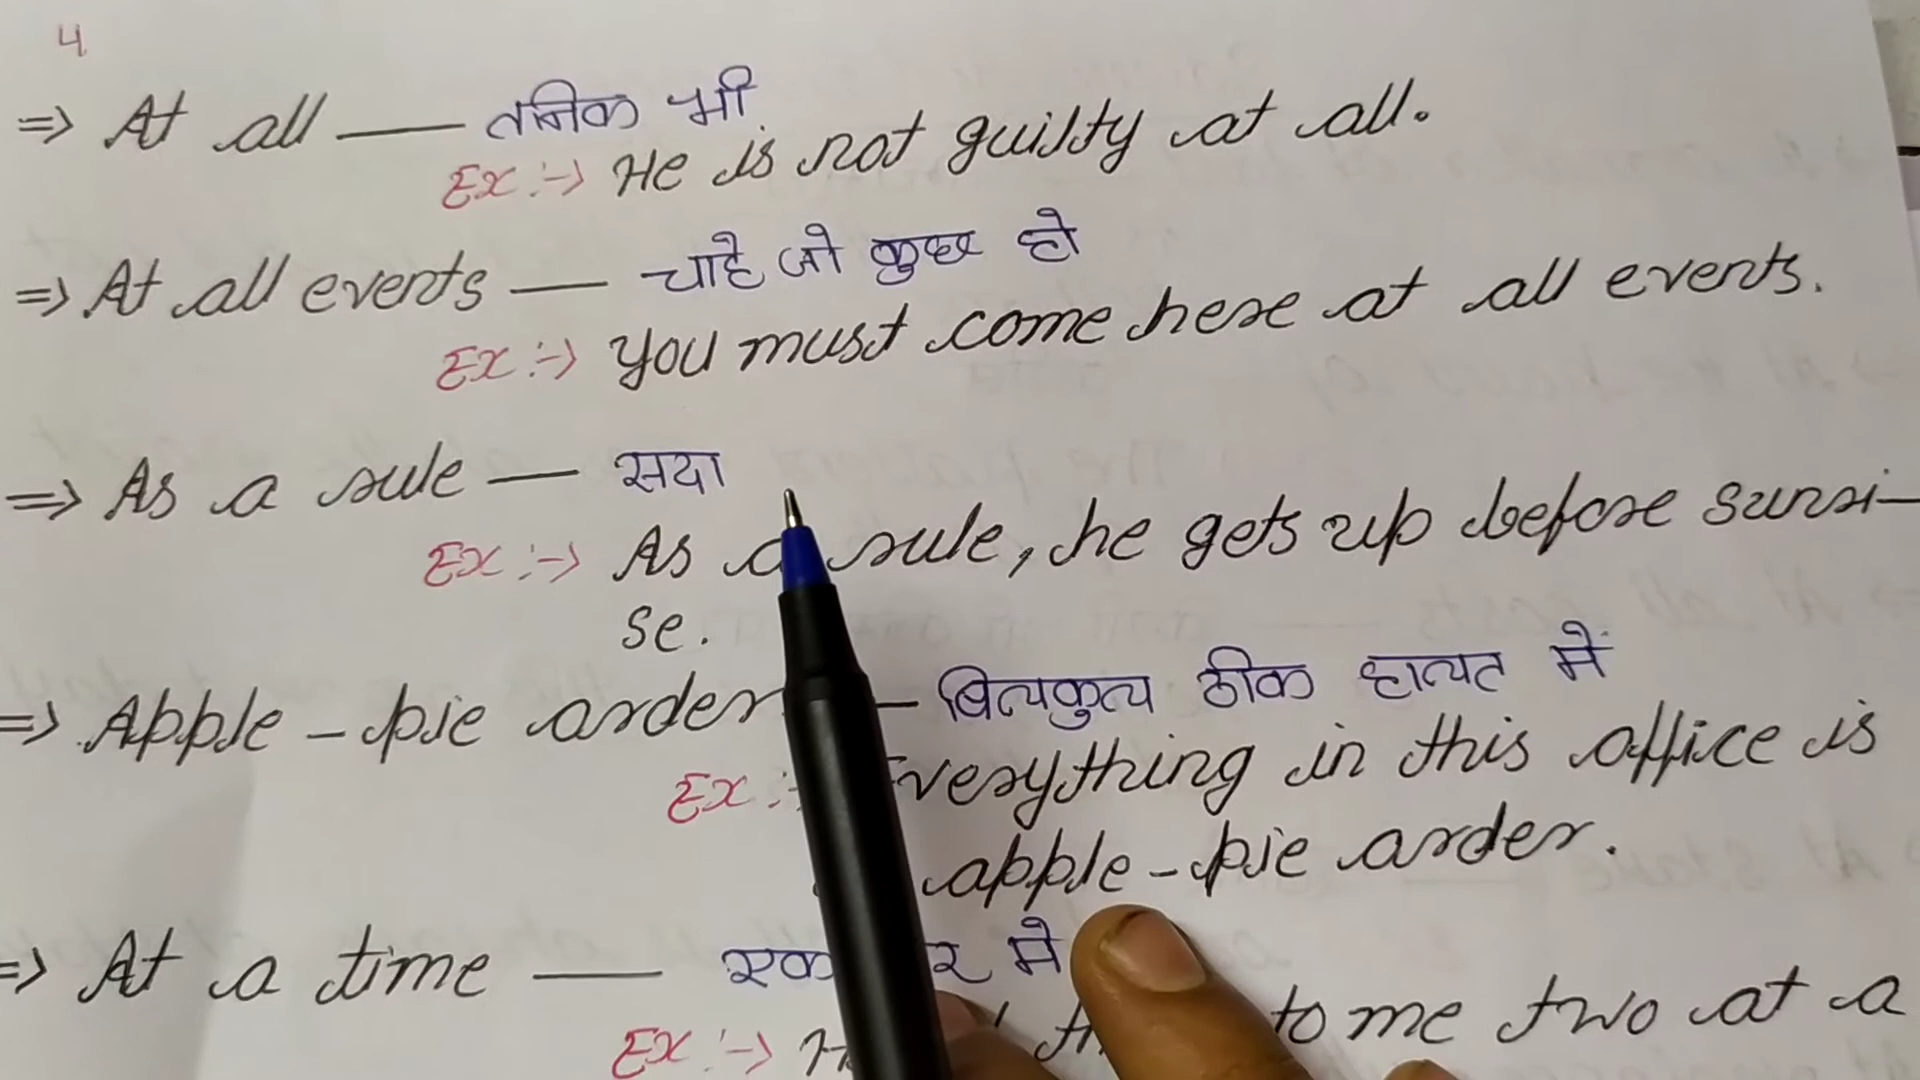 4
⇒ At all — तनिक भी
Ex :→ He is not guilty at all.
⇒ At all events — चाहे जो कुछ हो
Ex :→ You must come here at all events.
⇒ As a rule — सदा
Ex :→ As a rule, he gets up before sunri-
se.
⇒ Apple-pie order — बिल्कुल ठीक हालत में
Ex :- Everything in this office is
apple-pie order.
⇒ At a time — एक में
Ex :→ to me two at a